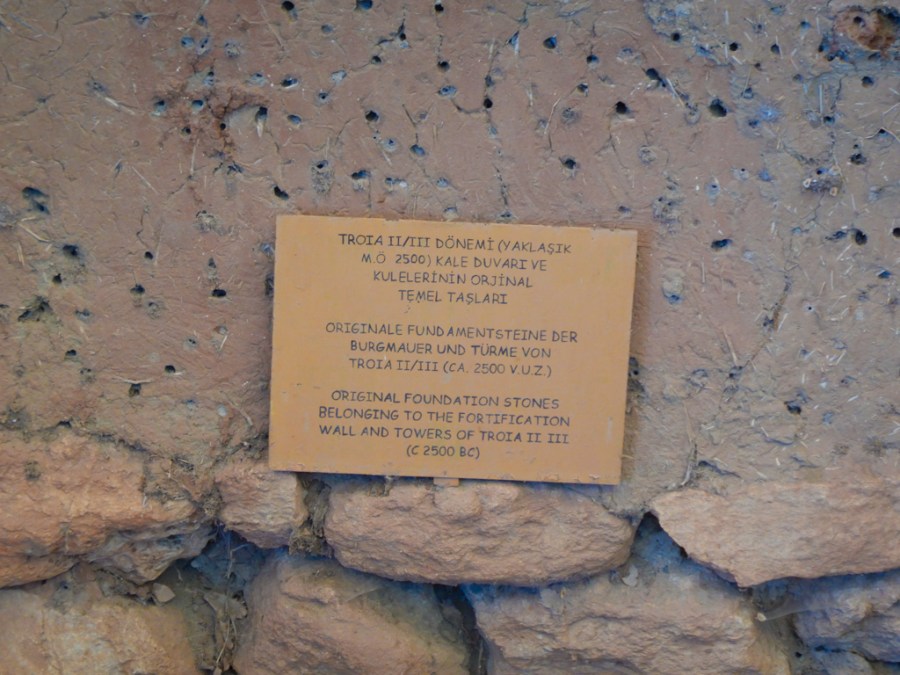 TROIA II/III DÖNEMİ (YAKLAŞIK
M.Ö 2500) KALE DUVARI VE
KULELERİNİN ORJİNAL
TEMEL TAŞLARI
ORIGINALE FUNDAMENTSTEINE DER
BURGMAUER UND TÜRME VON
TROIA II/III (CA. 2500 V.U.Z.)
ORIGINAL FOUNDATION STONES
BELONGING TO THE FORTIFICATION
WALL AND TOWERS OF TROIA II III
(C 2500 BC)